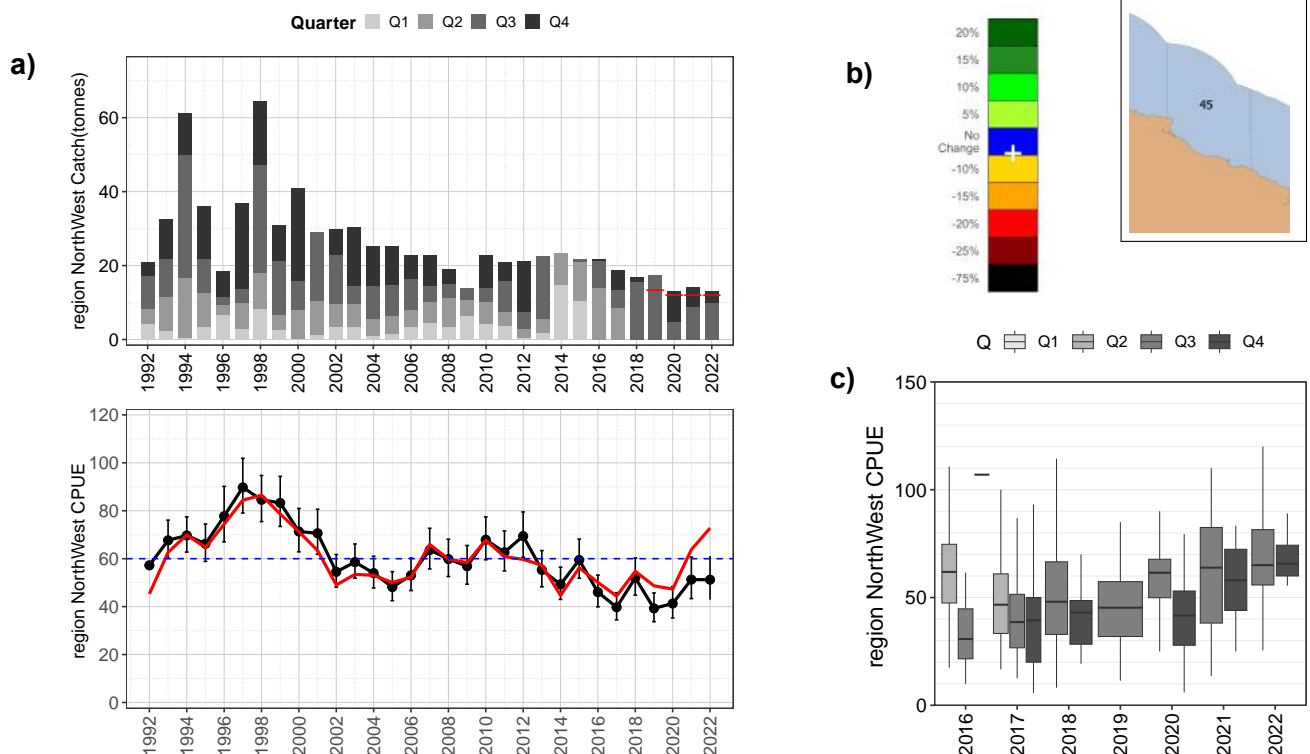 Quarter Q1 Q2 Q3 Q4
a)
region NorthWest Catch(tonnes)
60
40
20
0
1992 1994 1996 1998 2000 2002 2004 2006 2008 2010 2012 2014 2016 2018 2020 2022
region NorthWest CPUE
120
100
80
60
40
20
0
1992 1994 1996 1998 2000 2002 2004 2006 2008 2010 2012 2014 2016 2018 2020 2022
b)
20%
15%
10%
5%
No
Change
-10%
-15%
-20%
-25%
-75%
45
Q Q1 Q2 Q3 Q4
c)
region NorthWest CPUE
150
100
50
0
2016 2017 2018 2019 2020 2021 2022